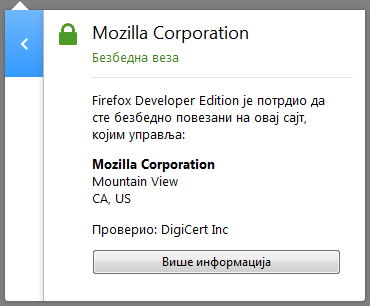 Mozilla Corporation
Безбедна веза
Firefox Developer Edition је потрдио да
сте безбедно повезани на овај сајт,
којим управља:
Mozilla Corporation
Mountain View
CA, US
Проверио: DigiCert Inc
Више информација